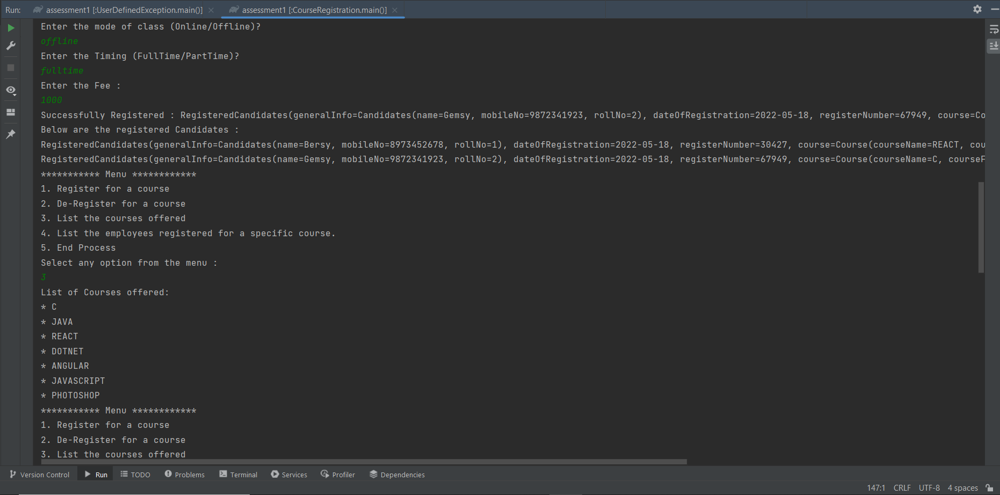 Run: assessment1 [:UserDefinedException.main()] assessment1 [:CourseRegistration.main()]
Enter the mode of class (Online/Offline)?
offline
Enter the Timing (FullTime/PartTime)?
fulltime
Enter the Fee :
1000
Successfully Registered : RegisteredCandidates(generalInfo=Candidates(name=Gemsy, mobileNo=9872341923, rollNo=2), dateOfRegistration=2022-05-18, registerNumber=67949, course=Co
Below are the registered Candidates :
RegisteredCandidates(generalInfo=Candidates(name=Bersy, mobileNo=8973452678, rollNo=1), dateOfRegistration=2022-05-18, registerNumber=30427, course=Course(courseName=REACT, cou
RegisteredCandidates(generalInfo=Candidates(name=Gemsy, mobileNo=9872341923, rollNo=2), dateOfRegistration=2022-05-18, registerNumber=67949, course=Course(courseName=C, courseF
*********** Menu ************
1. Register for a course
2. De-Register for a course
3. List the courses offered
4. List the employees registered for a specific course.
5. End Process
Select any option from the menu :
3
List of Courses offered:
* C
* JAVA
* REACT
* DOTNET
* ANGULAR
* JAVASCRIPT
* PHOTOSHOP
*********** Menu ************
1. Register for a course
2. De-Register for a course
3. List the courses offered
Version Control Run TODO Problems Terminal Services Profiler Dependencies
147:1 CRLF UTF-8 4 spaces